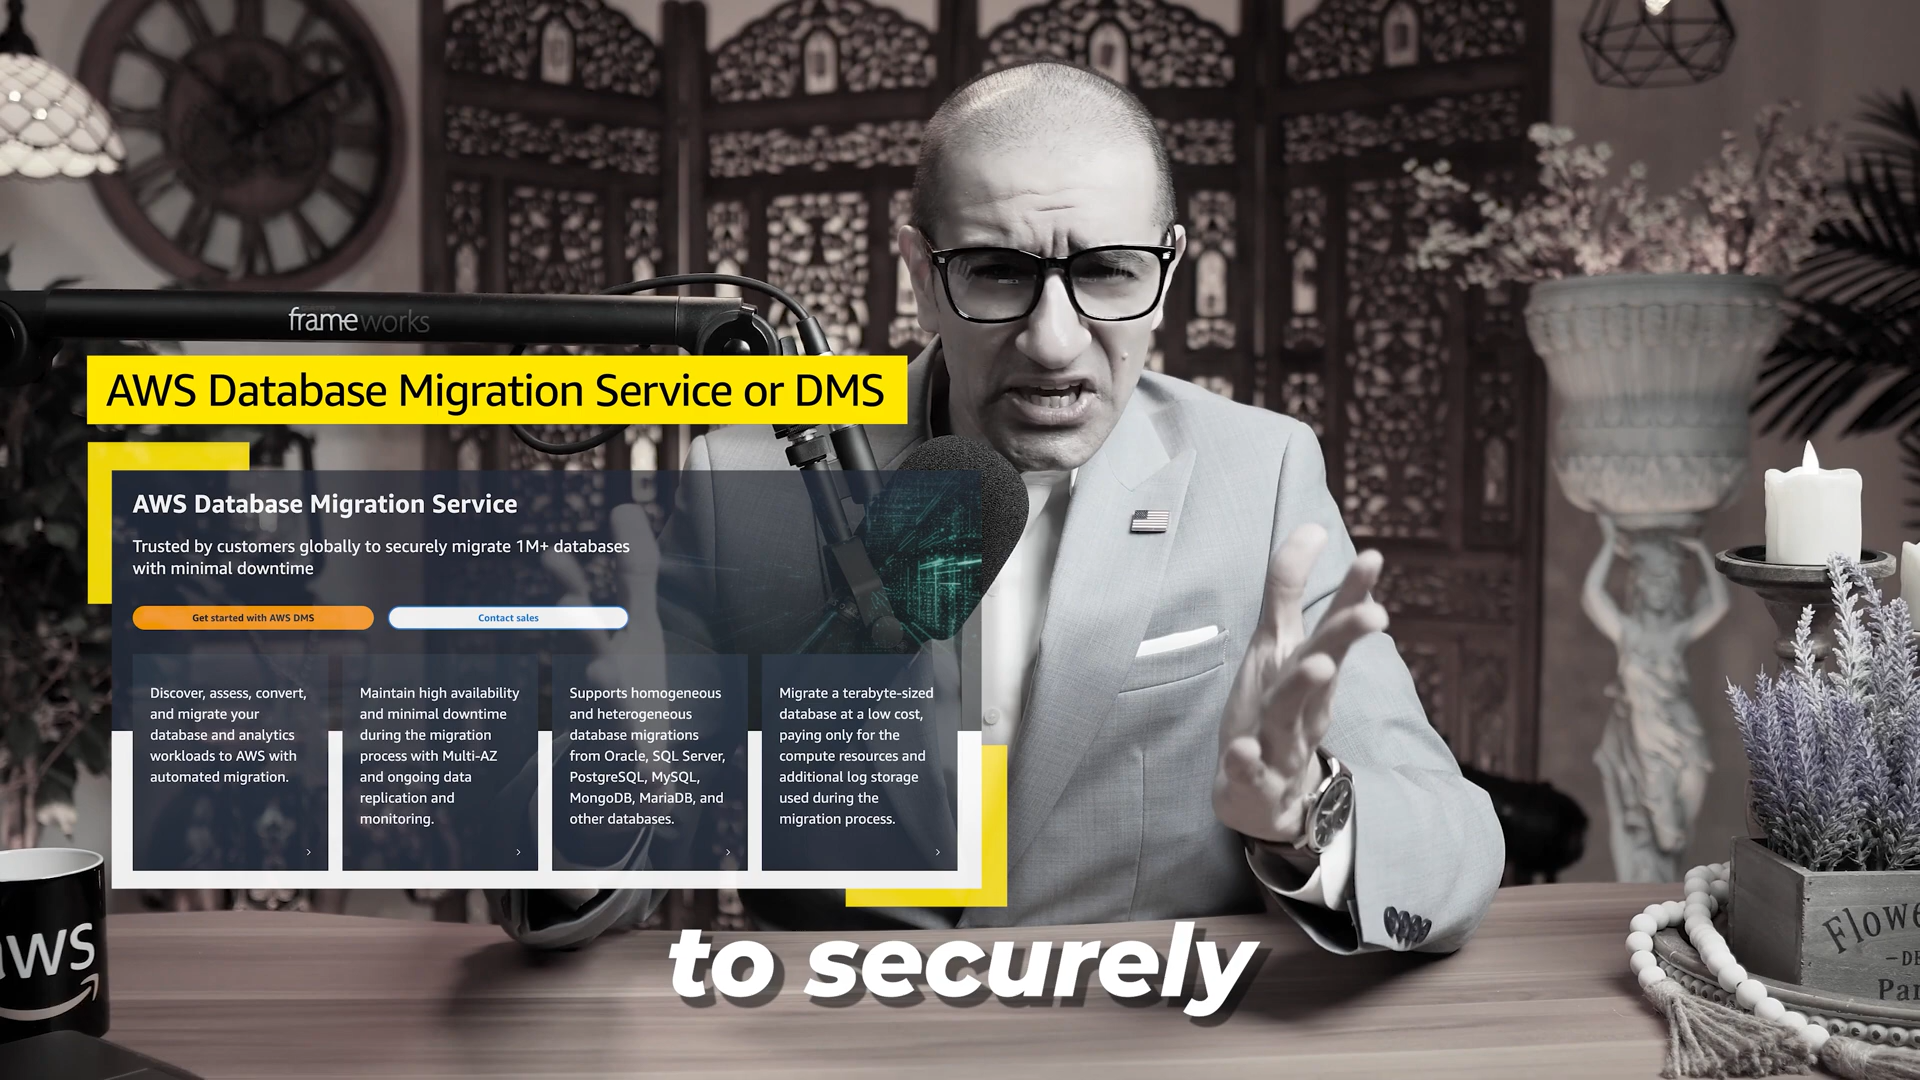 frameworks
AWS Database Migration Service or DMS
AWS Database Migration Service
Trusted by customers globally to securely migrate 1M+ databases
with minimal downtime
Get started with AWS DMS
Contact sales
Discover, assess, convert,
and migrate your
database and analytics
workloads to AWS with
automated migration.
Maintain high availability
and minimal downtime
during the migration
process with Multi-AZ
and ongoing data
replication and
monitoring.
Supports homogeneous
and heterogeneous
database migrations
from Oracle, SQL Server,
PostgreSQL, MySQL,
MongoDB, MariaDB, and
other databases.
Migrate a terabyte-sized
database at a low cost,
paying only for the
compute resources and
additional log storage
used during the
migration process.
aws
to securely